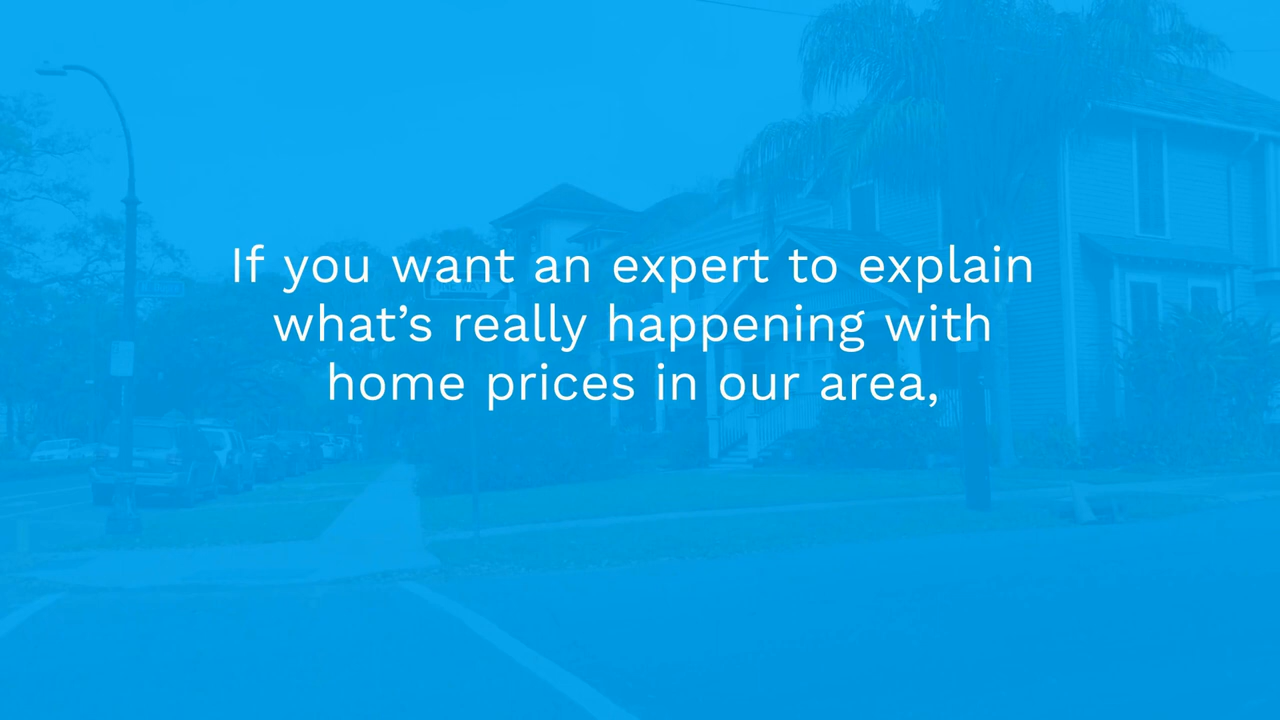 If you want an expert to explain
what’s really happening with
home prices in our area,